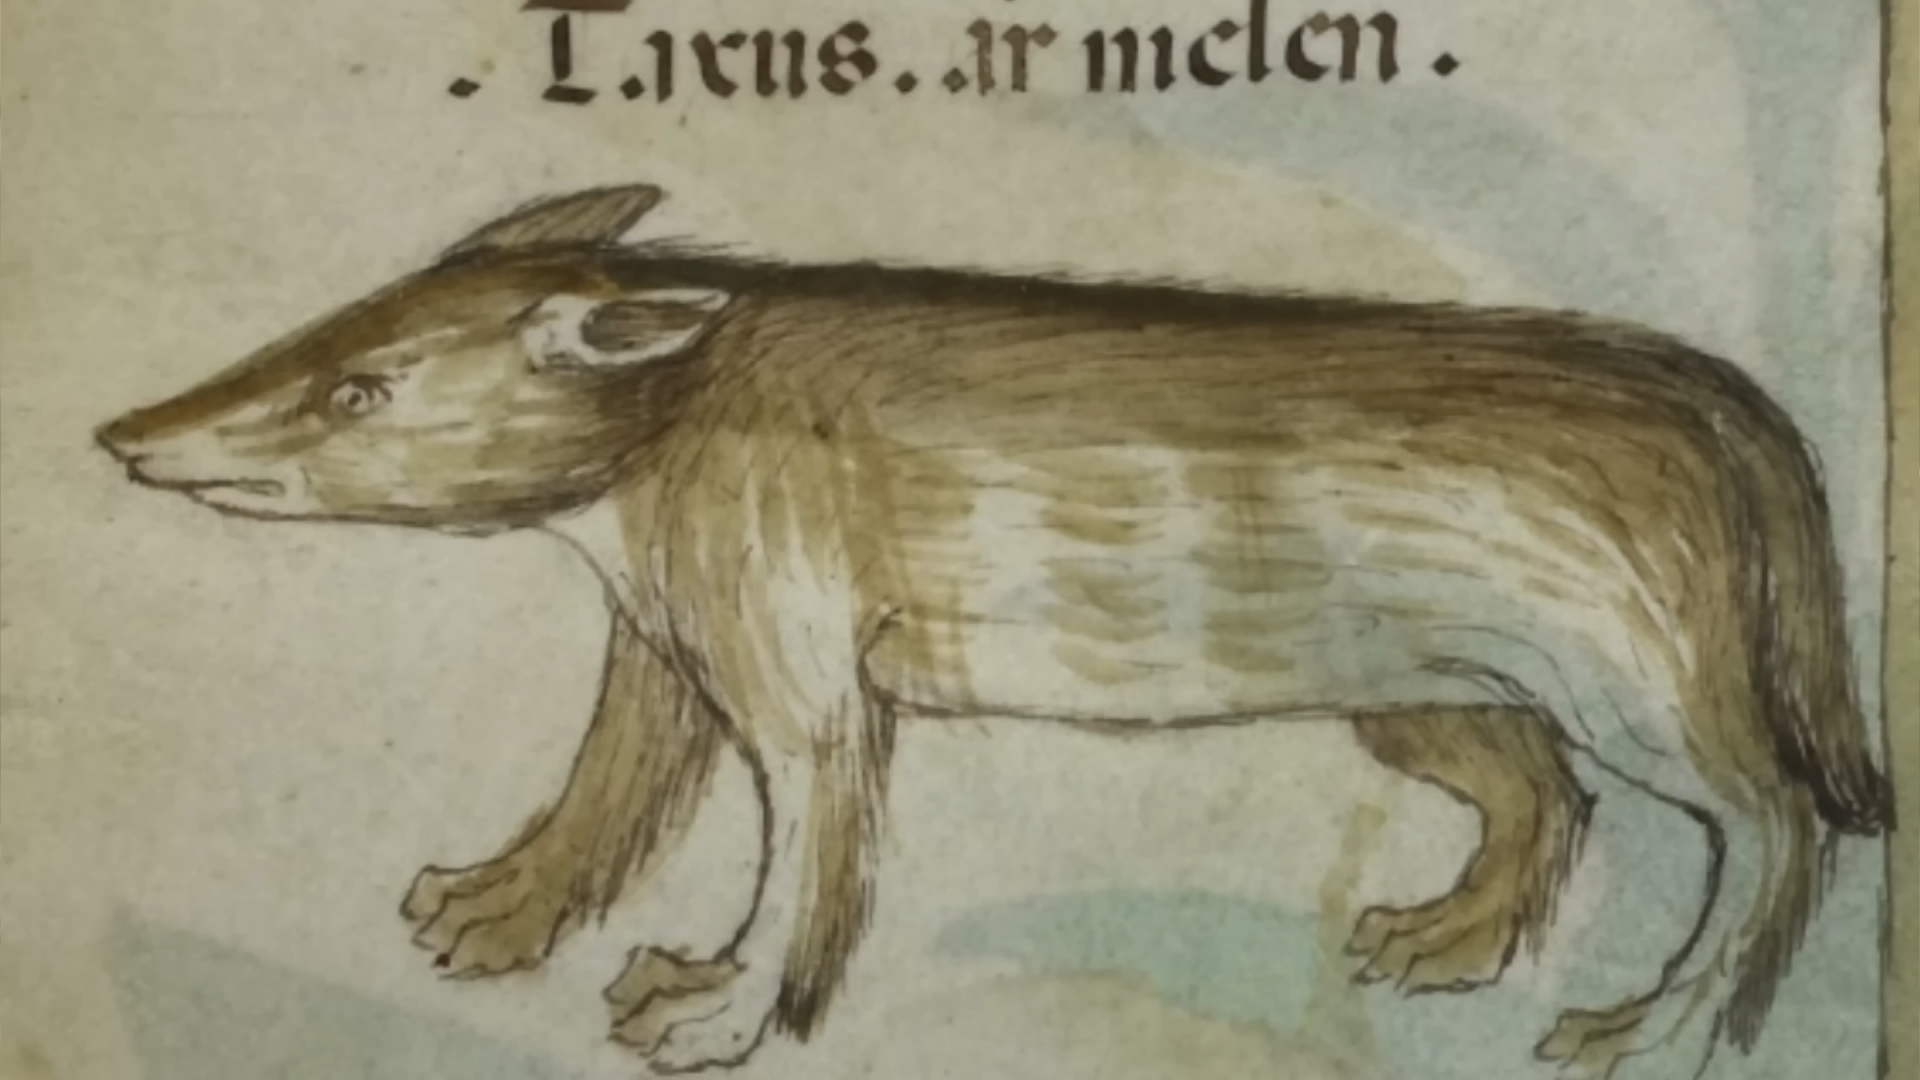 . Taxus. ar melen .